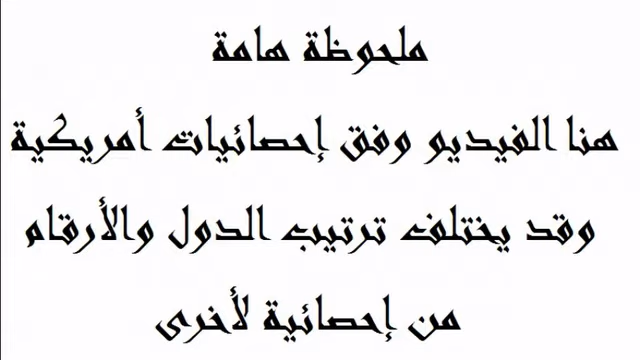 ملحوظة هامة
هنا الفيديو وفق إحصائيات أمريكية
وقد يختلف ترتيب الدول والأرقام
من إحصائية لأخرى